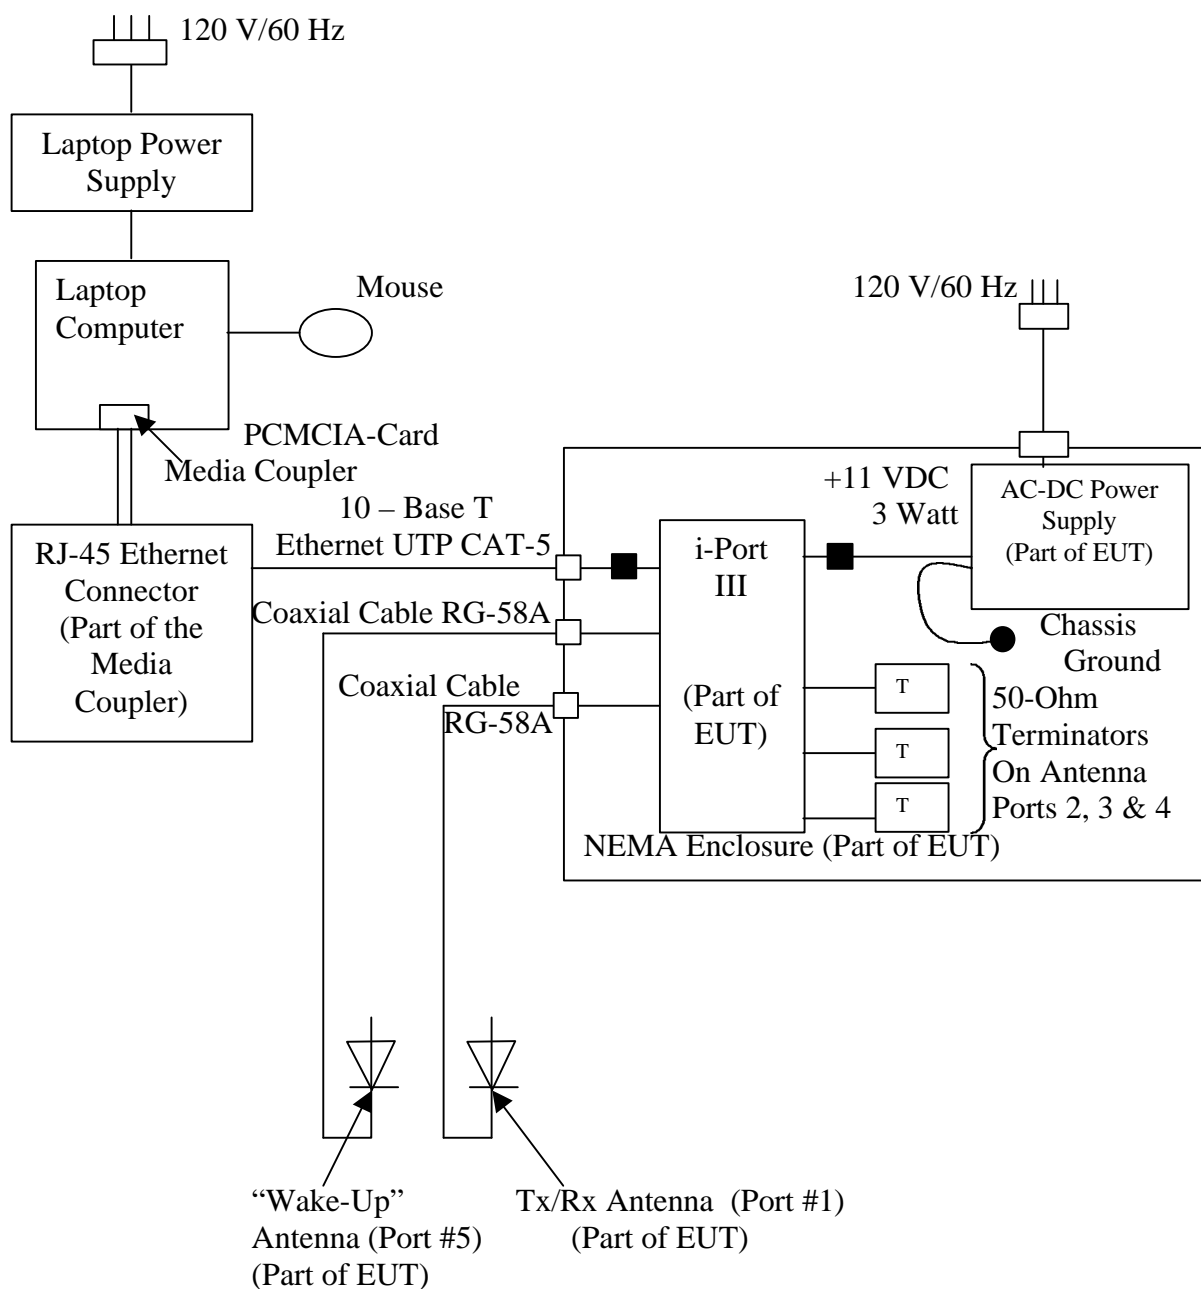 120 V/60 Hz
Laptop Power
Supply
Laptop
Computer
Mouse
PCMCIA-Card
Media Coupler
120 V/60 Hz
10 – Base T
Ethernet UTP CAT-5
RJ-45 Ethernet
Connector
(Part of the
Media
Coupler)
Coaxial Cable RG-58A
Coaxial Cable
RG-58A
+11 VDC
3 Watt
AC-DC Power
Supply
(Part of EUT)
i-Port
III
(Part of
EUT)
Chassis
Ground
T
T
T
50-Ohm
Terminators
On Antenna
Ports 2, 3 & 4
NEMA Enclosure (Part of EUT)
“Wake-Up”
Antenna (Port #5)
(Part of EUT)
Tx/Rx Antenna (Port #1)
(Part of EUT)